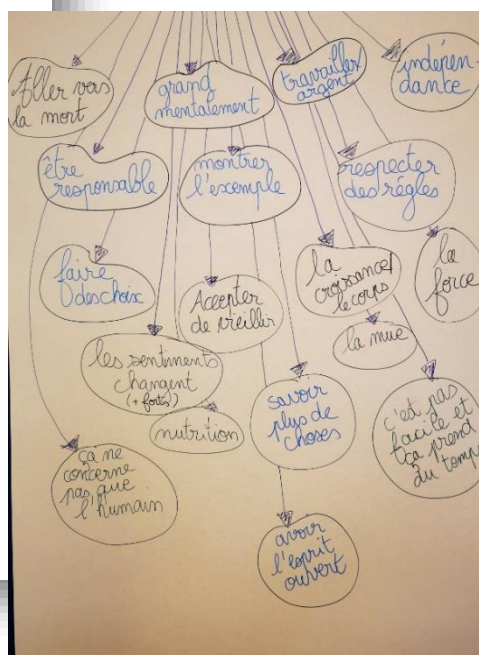 Aller vers
la mort
grand
mentalement
travailler/
argent
indépen-
dance
être
responsable
montrer
l'exemple
respecter
des règles
faire
des choix
Accepter
de vieillir
la
croissance/
le corps
la
force
la mue
les sentiments
changent
(+ forts)
nutrition
savoir
plus de
choses
c'est pas
facile et
ça prend
du temps
ça ne
concerne
pas que
l'humain
avoir
l'esprit
ouvert